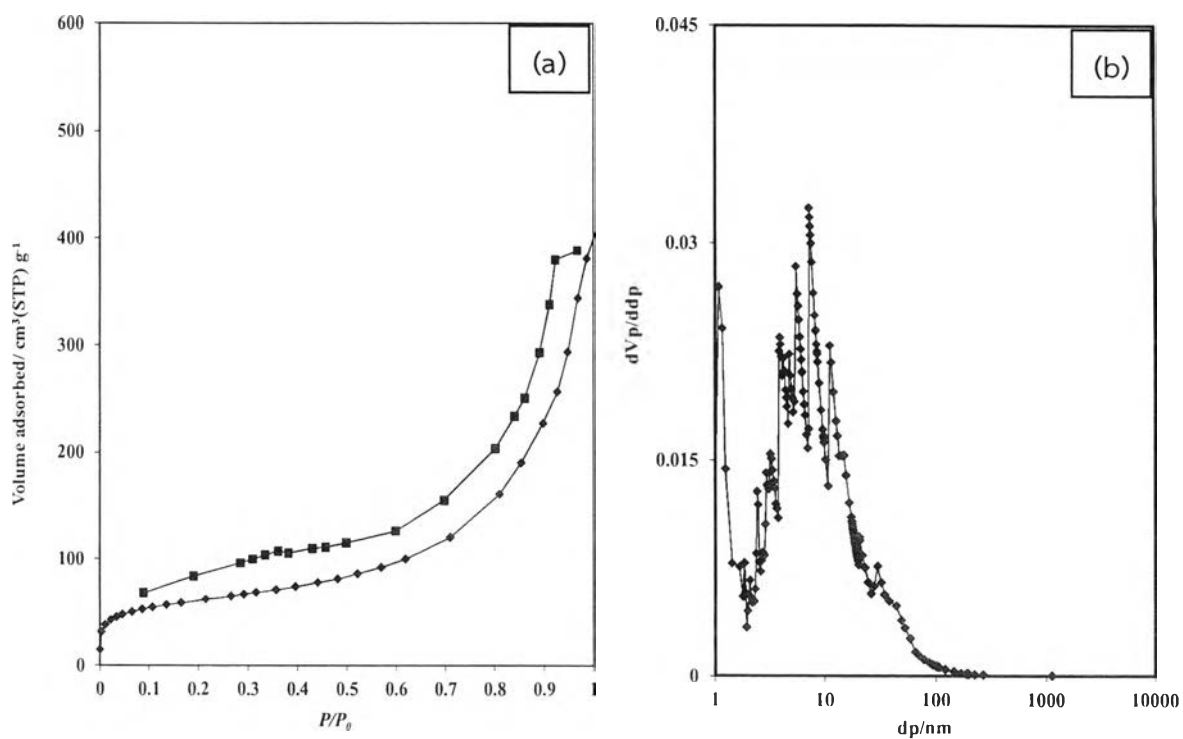 (a)
600
500
400
300
200
100
0
Volume adsorbed/ cm³(STP) g⁻¹
0 0.1 0.2 0.3 0.4 0.5 0.6 0.7 0.8 0.9 1
P/P₀
(b)
0.045
0.03
0.015
0
dVp/ddp
1 10 100 1000 10000
dp/nm